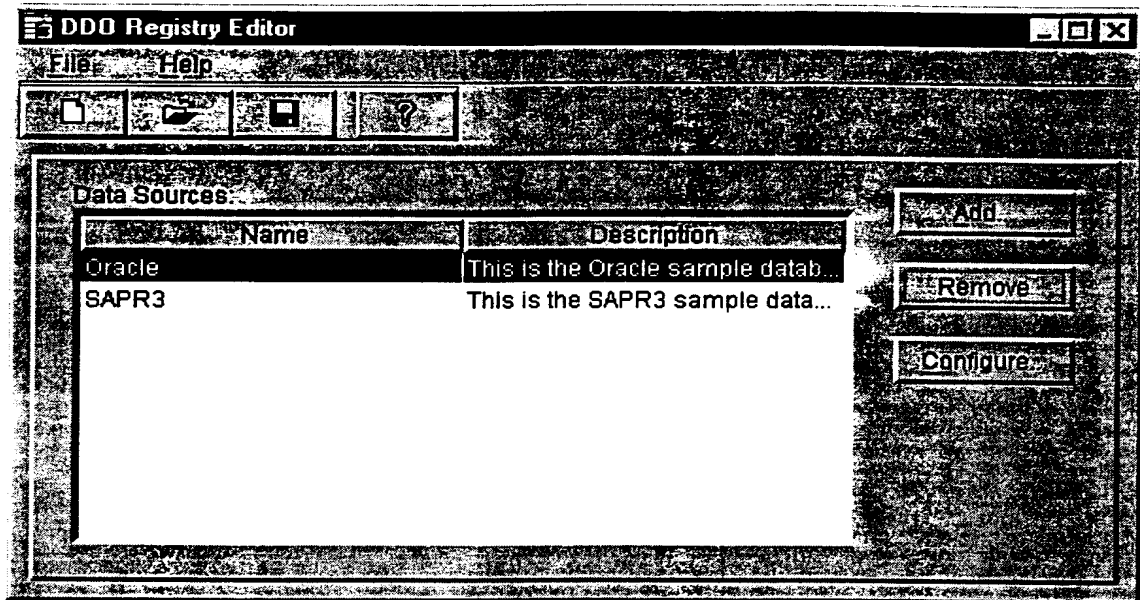 DDO Registry Editor
File Help
?
Data Sources:
Name Description
Oracle This is the Oracle sample datab...
SAPR3 This is the SAPR3 sample data...
Add...
Remove
Configure...